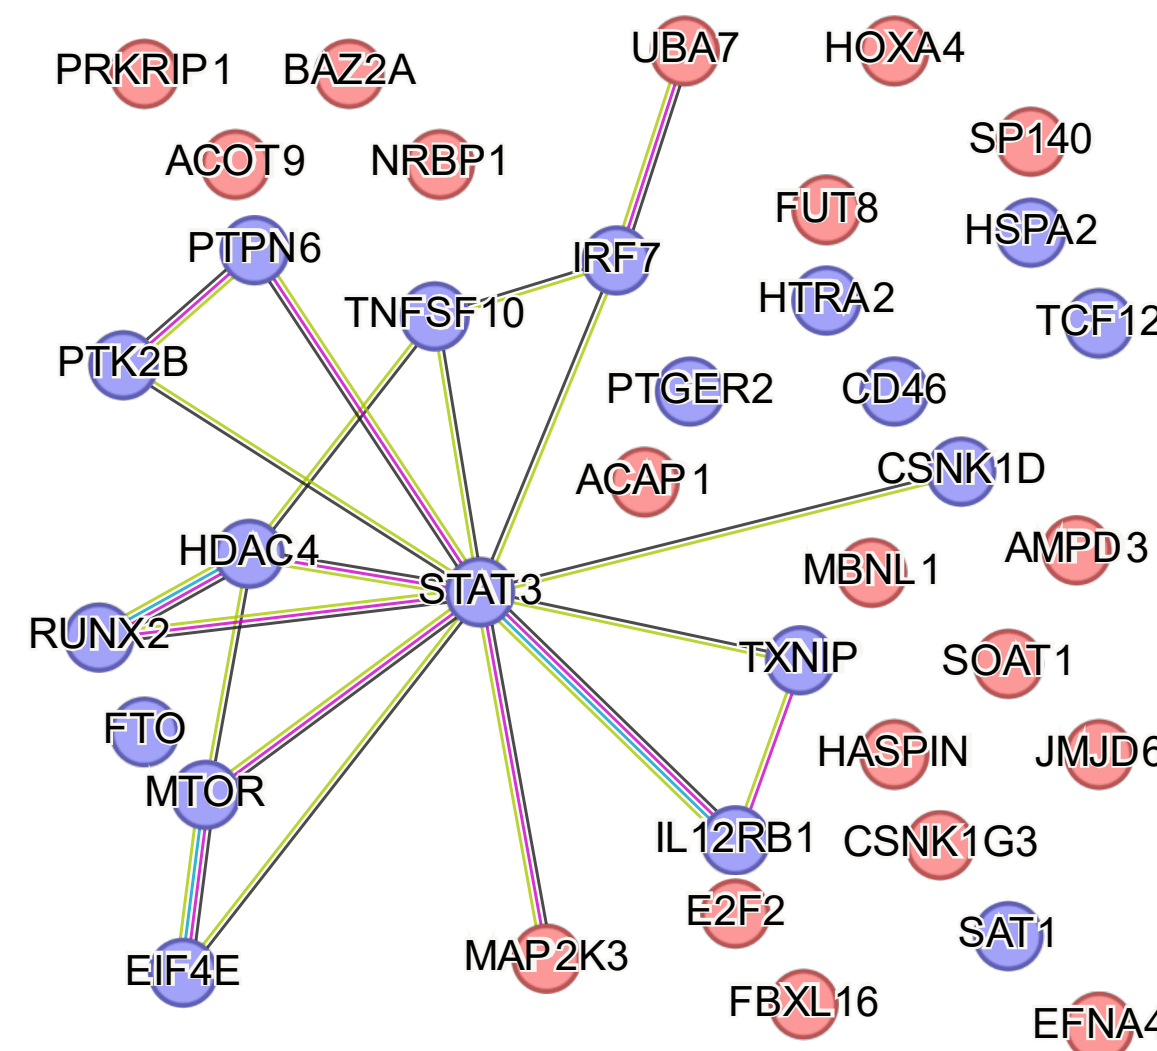 UBA7
HOXA4
PRKRIP1
BAZ2A
SP140
ACOT9
NRBP1
FUT8
HSPA2
PTPN6
IRF7
HTRA2
TNFSF10
TCF12
PTK2B
PTGER2
CD46
CSNK1D
ACAP1
AMPD3
HDAC4
MBNL1
STAT3
RUNX2
TXNIP
SOAT1
FTO
HASPIN
JMJD6
MTOR
IL12RB1
CSNK1G3
E2F2
SAT1
MAP2K3
EIF4E
FBXL16
EFNA4